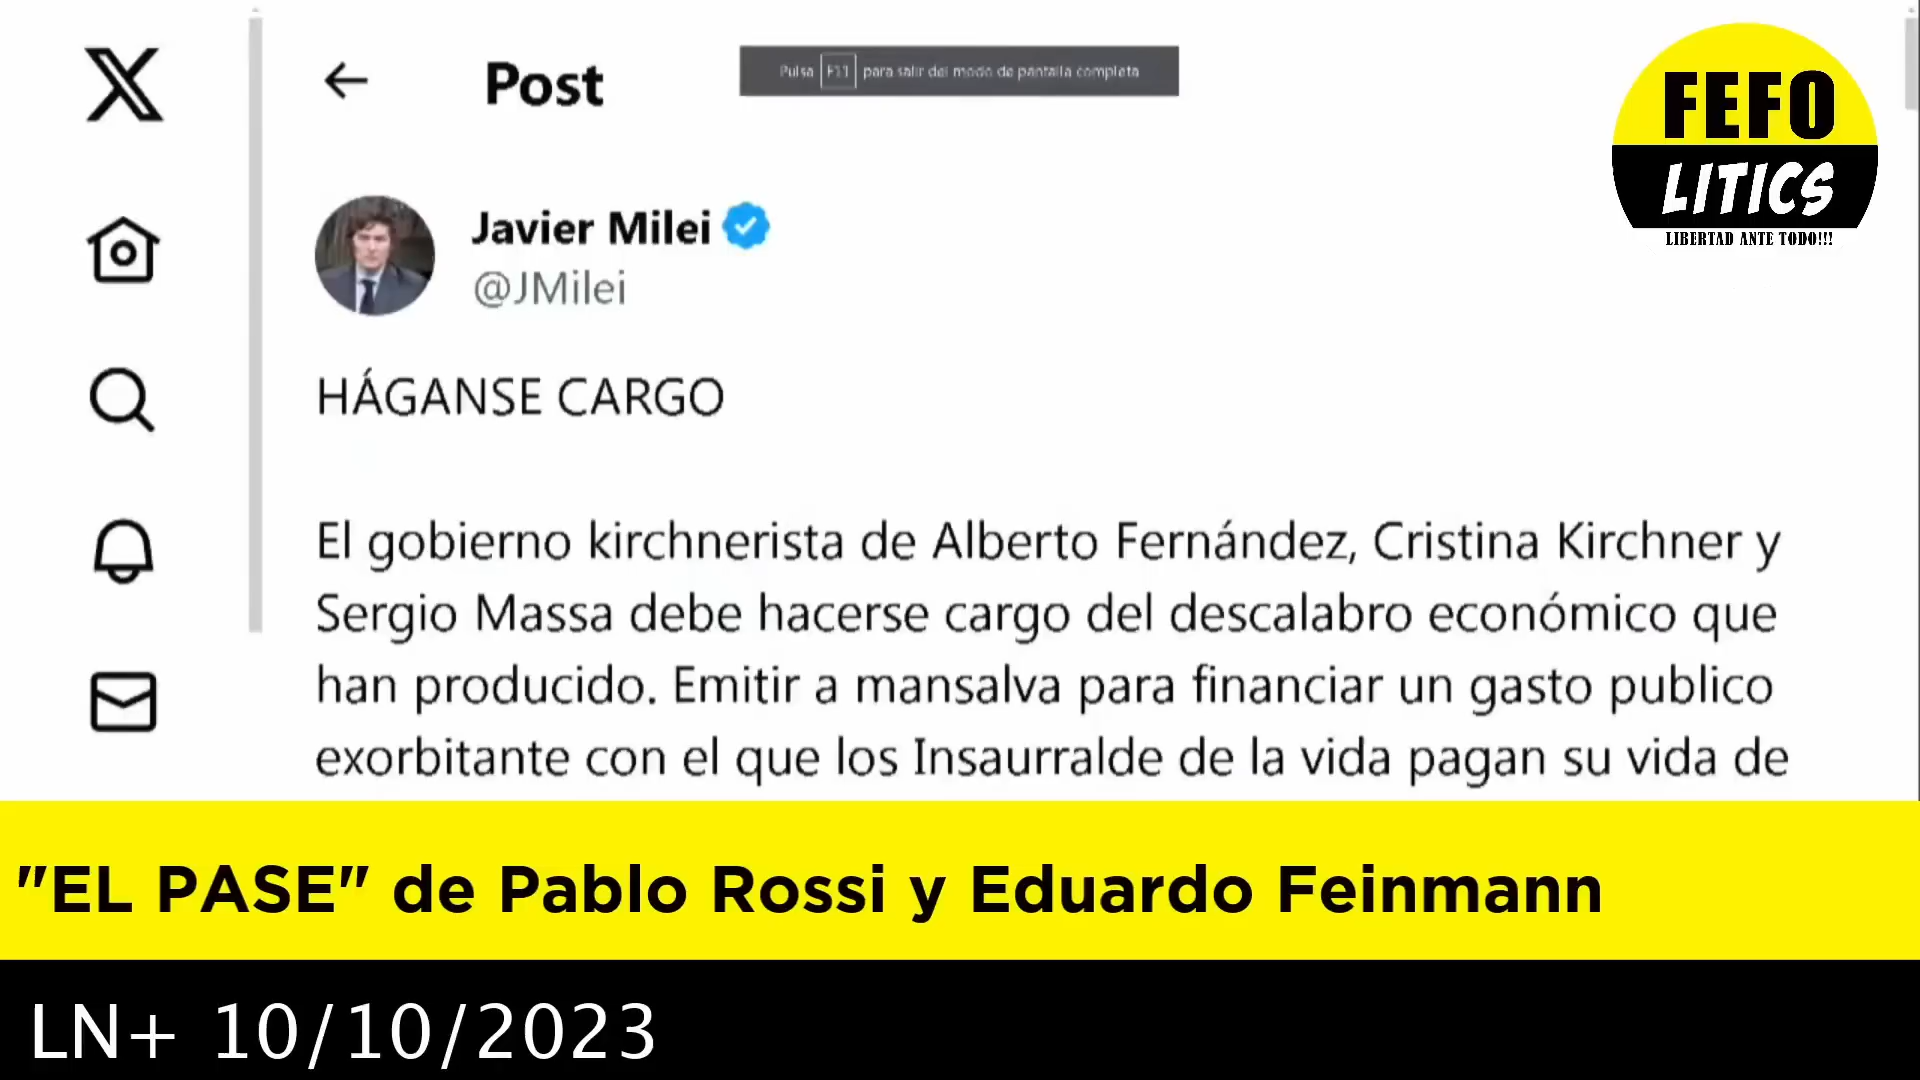 Post
Pulsa F11 para salir del modo de pantalla completa
FEFO
LITICS
LIBERTAD ANTE TODO!!!
Javier Milei
@JMilei
HÁGANSE CARGO
El gobierno kirchnerista de Alberto Fernández, Cristina Kirchner y
Sergio Massa debe hacerse cargo del descalabro económico que
han producido. Emitir a mansalva para financiar un gasto publico
exorbitante con el que los Insaurralde de la vida pagan su vida de
"EL PASE" de Pablo Rossi y Eduardo Feinmann
LN+ 10/10/2023